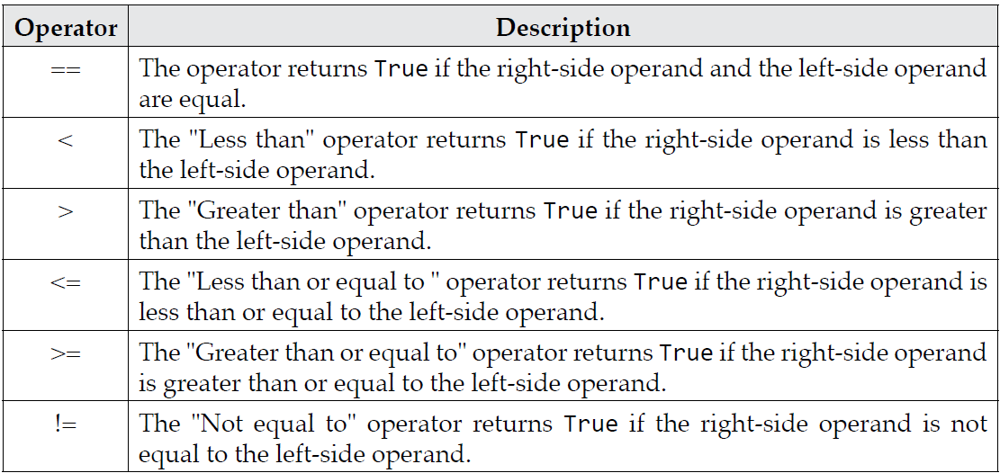 Operator Description
== The operator returns True if the right-side operand and the left-side operand
are equal.
< The "Less than" operator returns True if the right-side operand is less than
the left-side operand.
> The "Greater than" operator returns True if the right-side operand is greater
than the left-side operand.
<= The "Less than or equal to " operator returns True if the right-side operand is
less than or equal to the left-side operand.
>= The "Greater than or equal to" operator returns True if the right-side operand
is greater than or equal to the left-side operand.
!= The "Not equal to" operator returns True if the right-side operand is not
equal to the left-side operand.